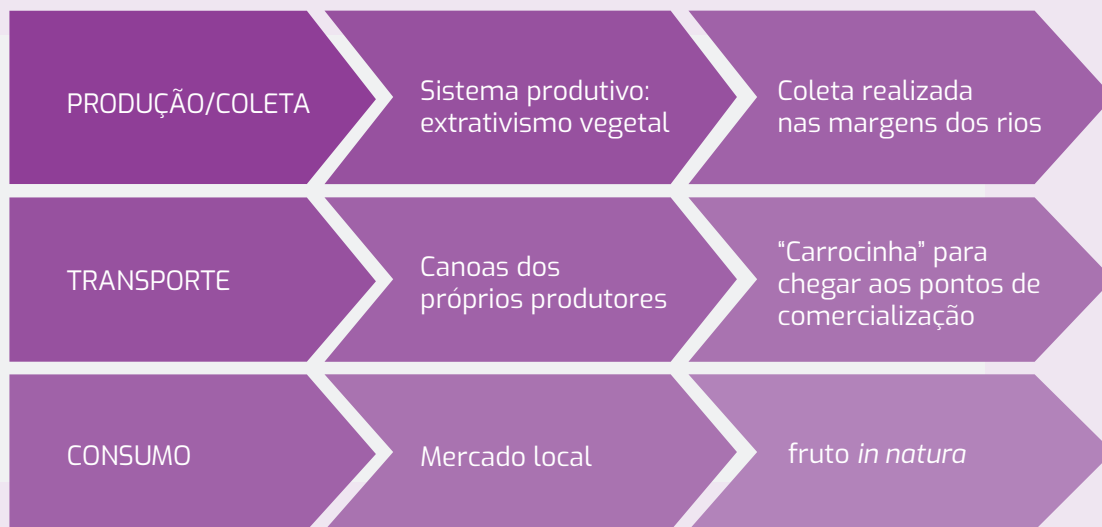 PRODUÇÃO/COLETA
Sistema produtivo:
extrativismo vegetal
Coleta realizada
nas margens dos rios
TRANSPORTE
Canoas dos
próprios produtores
“Carrocinha” para
chegar aos pontos de
comercialização
CONSUMO
Mercado local
fruto in natura